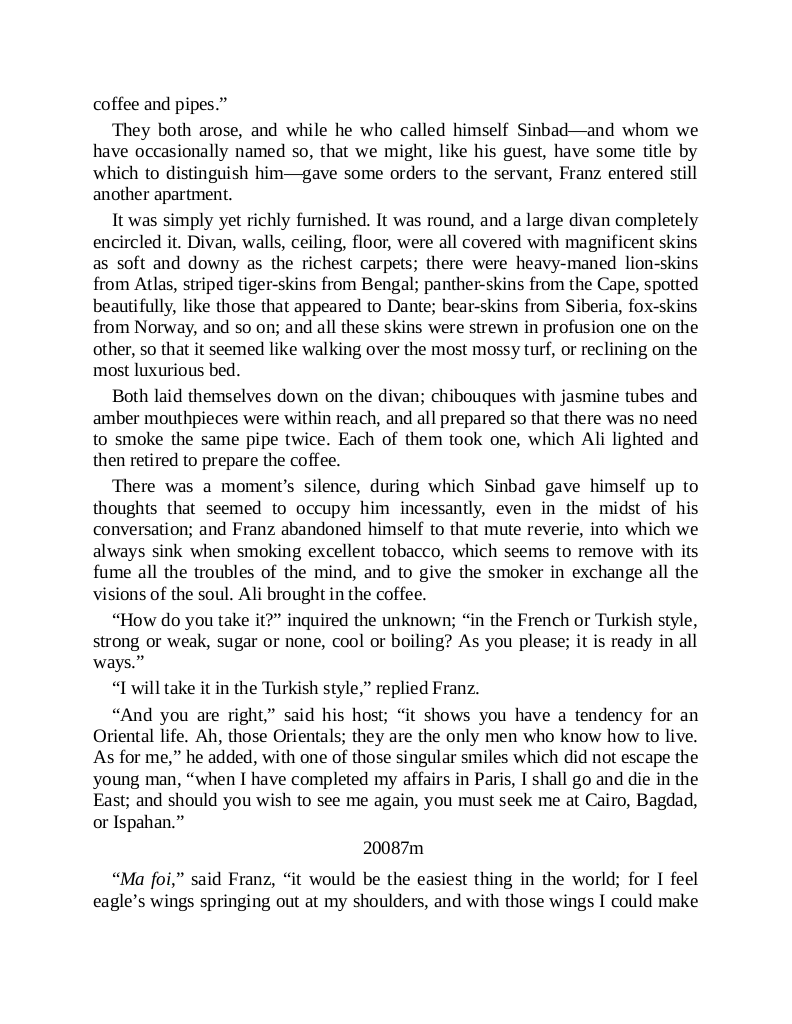 coffee and pipes.”
They both arose, and while he who called himself Sinbad—and whom we
have occasionally named so, that we might, like his guest, have some title by
which to distinguish him—gave some orders to the servant, Franz entered still
another apartment.
It was simply yet richly furnished. It was round, and a large divan completely
encircled it. Divan, walls, ceiling, floor, were all covered with magnificent skins
as soft and downy as the richest carpets; there were heavy-maned lion-skins
from Atlas, striped tiger-skins from Bengal; panther-skins from the Cape, spotted
beautifully, like those that appeared to Dante; bear-skins from Siberia, fox-skins
from Norway, and so on; and all these skins were strewn in profusion one on the
other, so that it seemed like walking over the most mossy turf, or reclining on the
most luxurious bed.
Both laid themselves down on the divan; chibouques with jasmine tubes and
amber mouthpieces were within reach, and all prepared so that there was no need
to smoke the same pipe twice. Each of them took one, which Ali lighted and
then retired to prepare the coffee.
There was a moment’s silence, during which Sinbad gave himself up to
thoughts that seemed to occupy him incessantly, even in the midst of his
conversation; and Franz abandoned himself to that mute reverie, into which we
always sink when smoking excellent tobacco, which seems to remove with its
fume all the troubles of the mind, and to give the smoker in exchange all the
visions of the soul. Ali brought in the coffee.
“How do you take it?” inquired the unknown; “in the French or Turkish style,
strong or weak, sugar or none, cool or boiling? As you please; it is ready in all
ways.”
“I will take it in the Turkish style,” replied Franz.
“And you are right,” said his host; “it shows you have a tendency for an
Oriental life. Ah, those Orientals; they are the only men who know how to live.
As for me,” he added, with one of those singular smiles which did not escape the
young man, “when I have completed my affairs in Paris, I shall go and die in the
East; and should you wish to see me again, you must seek me at Cairo, Bagdad,
or Ispahan.”
20087m
“Ma foi,” said Franz, “it would be the easiest thing in the world; for I feel
eagle’s wings springing out at my shoulders, and with those wings I could make